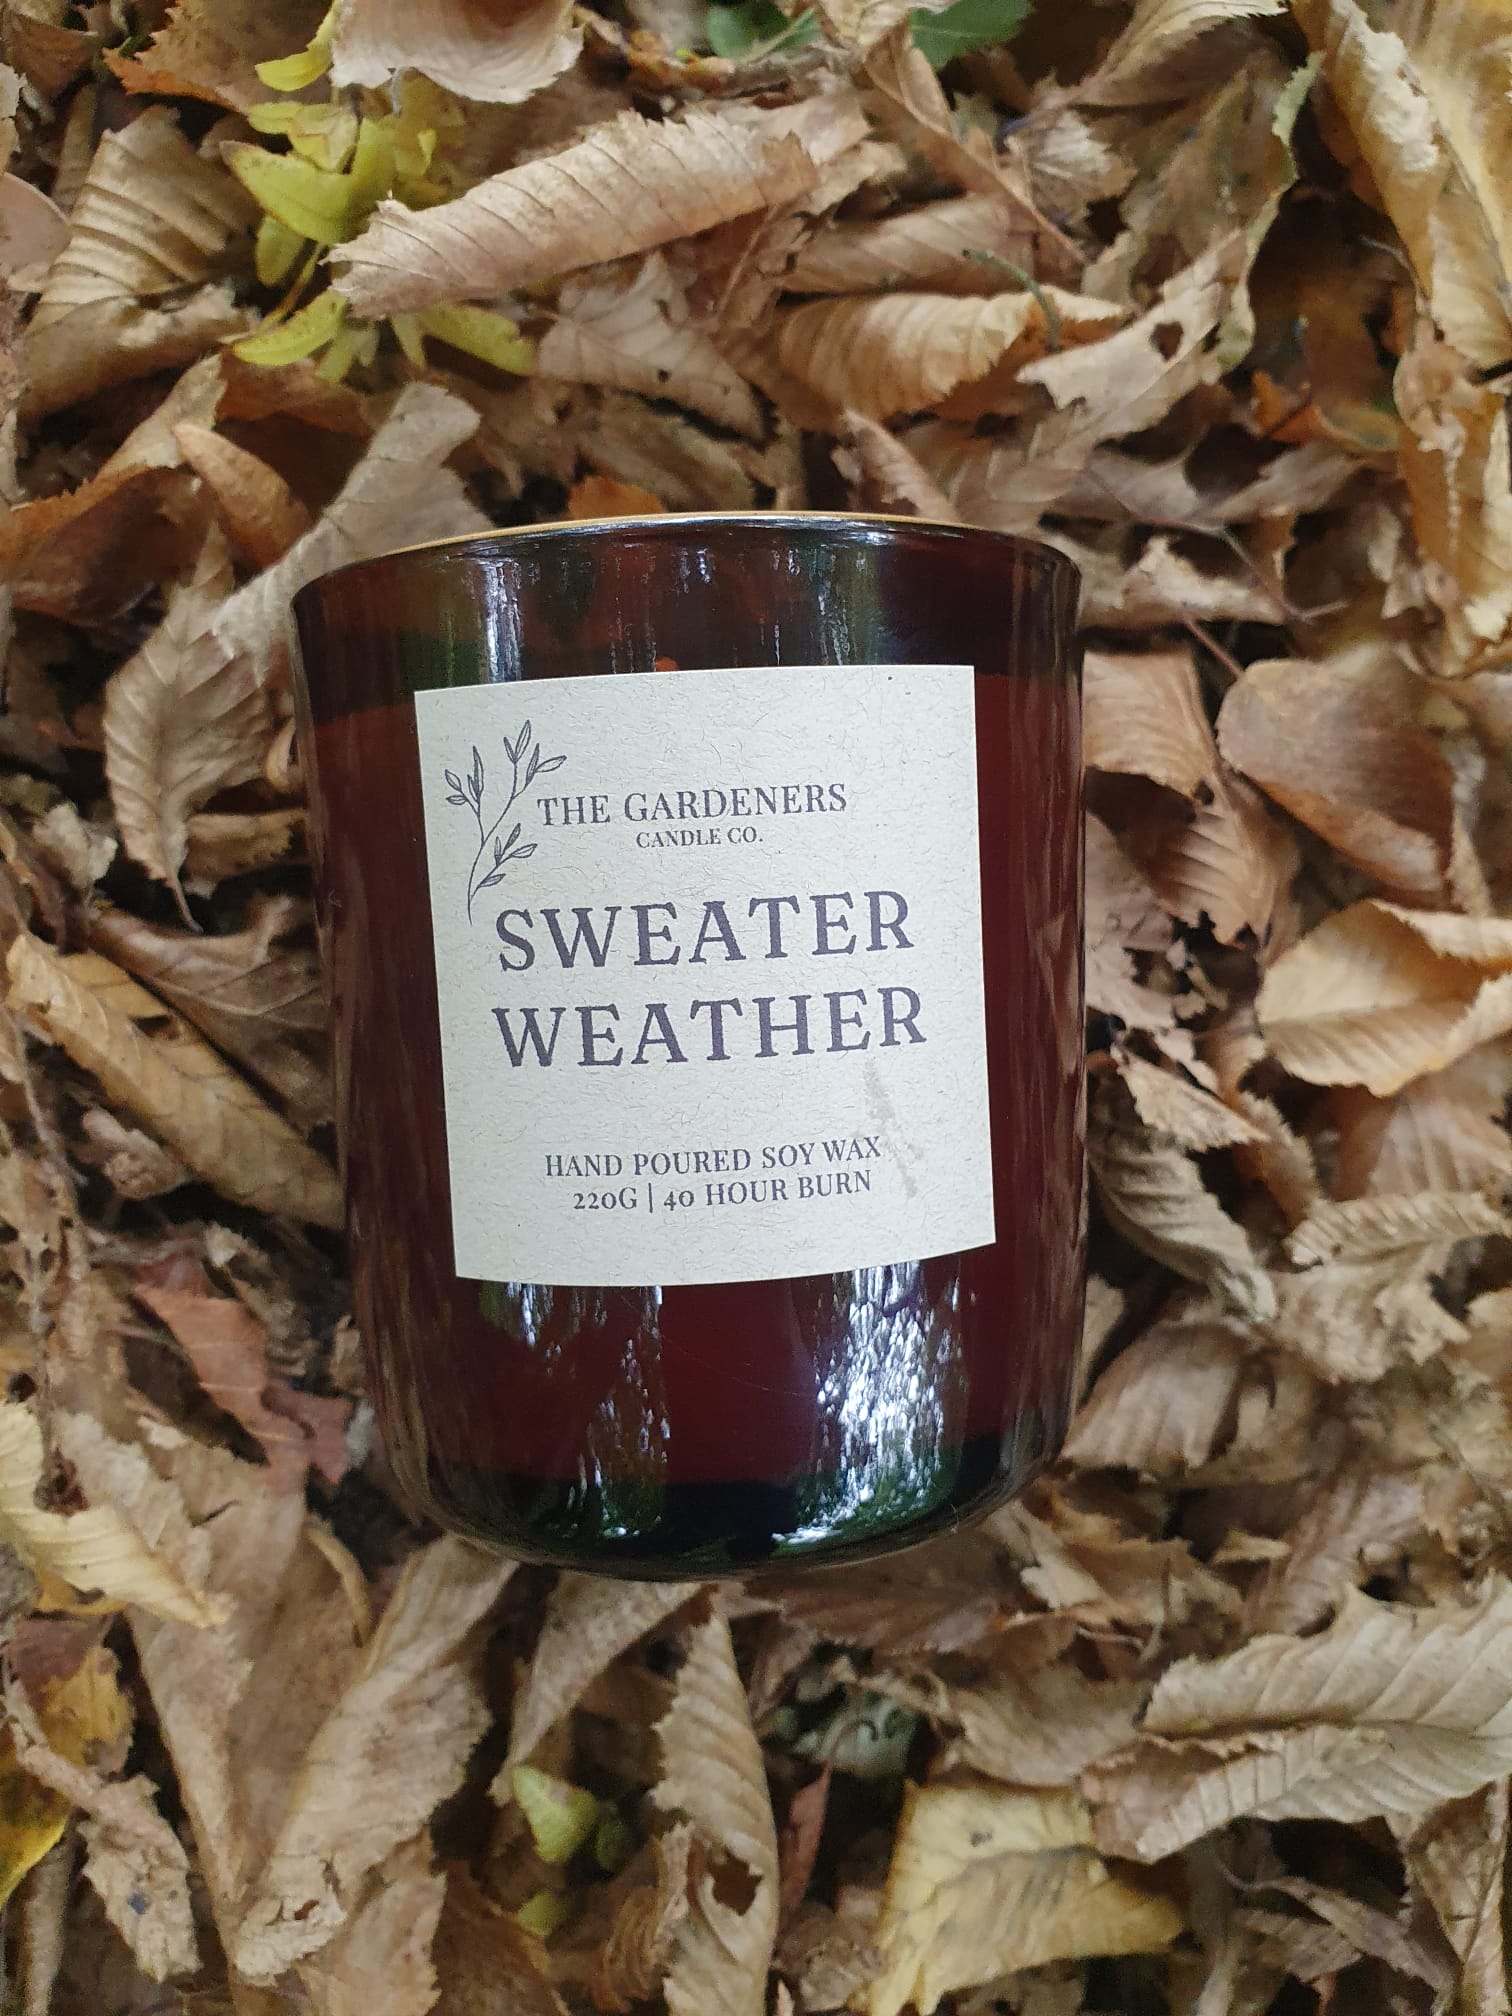 THE GARDENERS
CANDLE CO.
SWEATER
WEATHER
HAND POURED SOY WAX
220G | 40 HOUR BURN